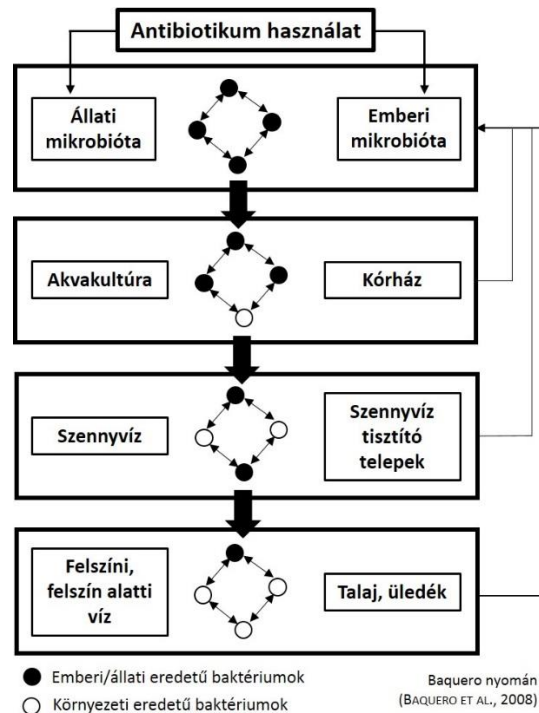 Antibiotikum használat
Állati
mikrobióta
Emberi
mikrobióta
Akvakultúra
Kórház
Szennyvíz
Szennyvíz
tisztító
telepek
Felszíni,
felszín alatti
víz
Talaj, üledék
Emberi/állati eredetű baktériumok
Környezeti eredetű baktériumok
Baquero nyomán
(BAQUERO ET AL., 2008)